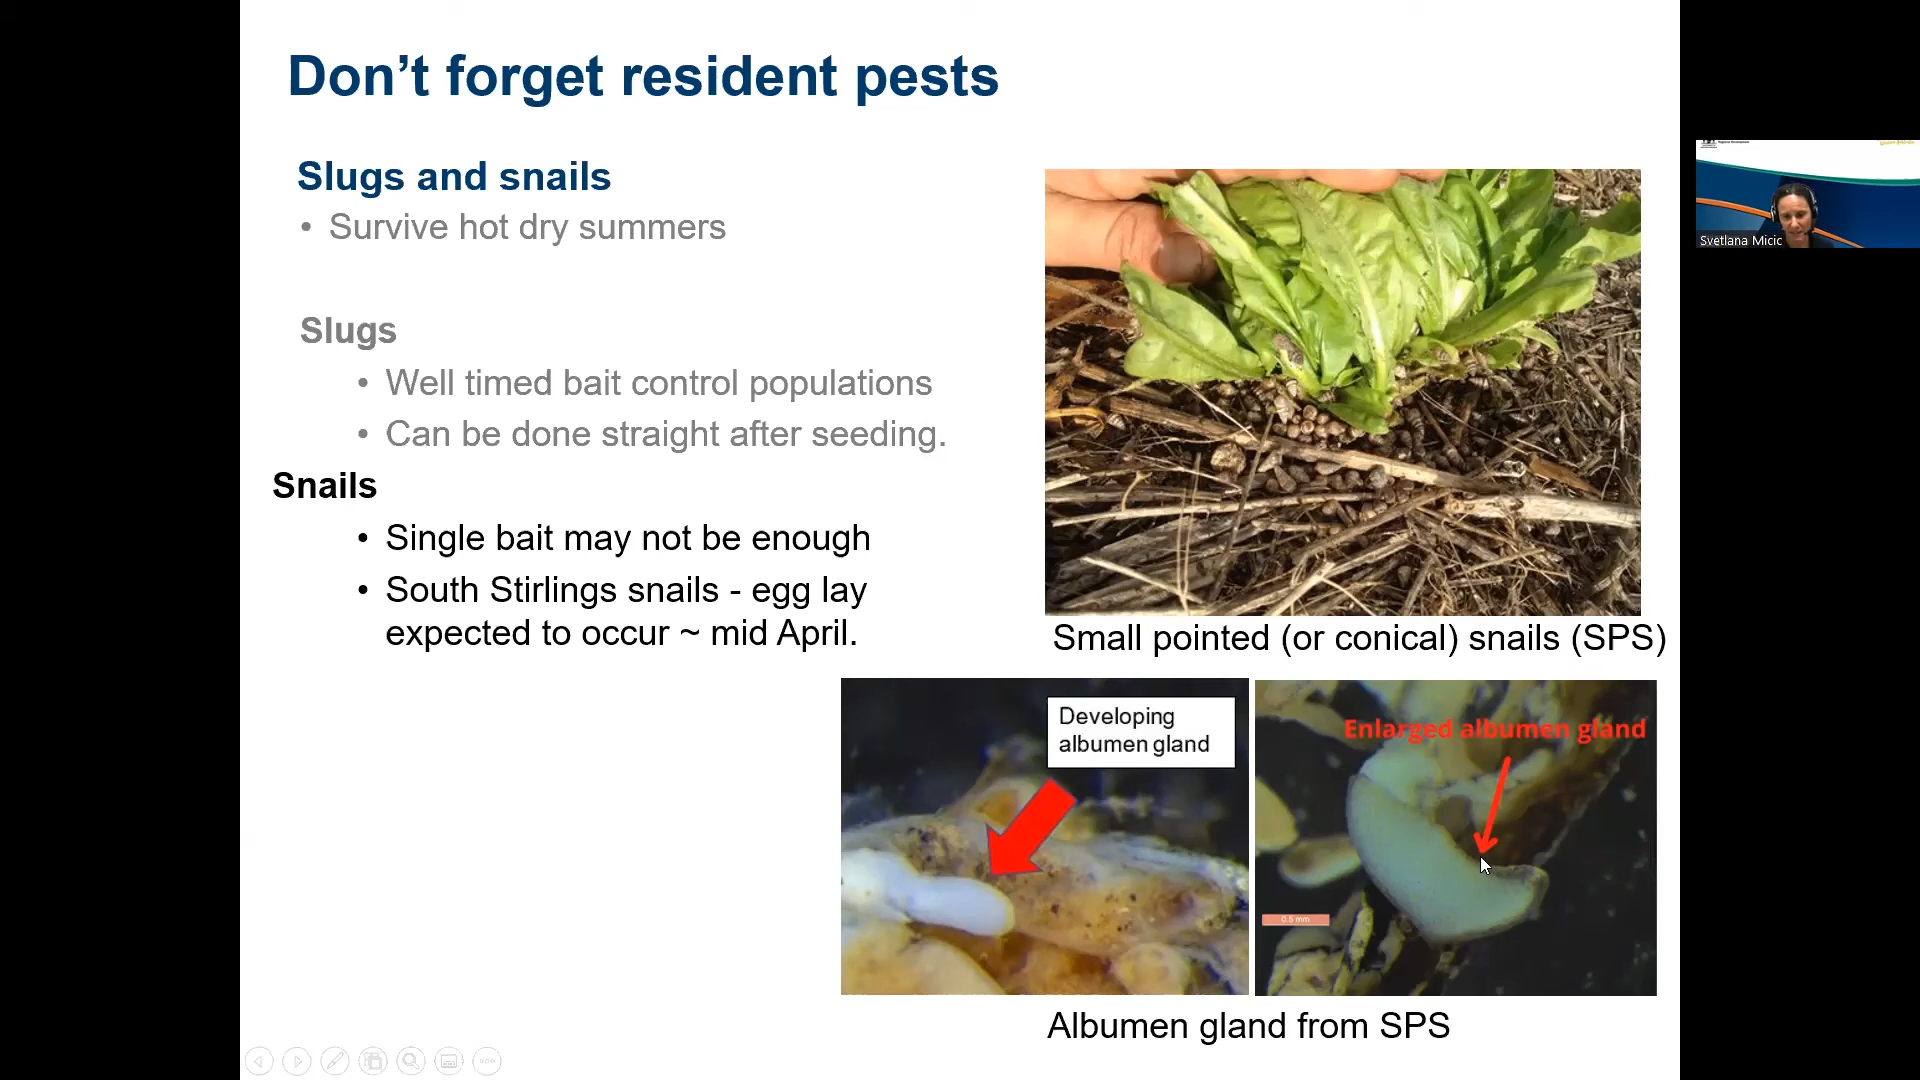 Don't forget resident pests
Slugs and snails
• Survive hot dry summers
Slugs
• Well timed bait control populations
• Can be done straight after seeding.
Snails
• Single bait may not be enough
• South Stirlings snails - egg lay
expected to occur ~ mid April.
Small pointed (or conical) snails (SPS)
Developing
albumen gland
Enlarged albumen gland
0.5 mm
Albumen gland from SPS
Svetlana Micic